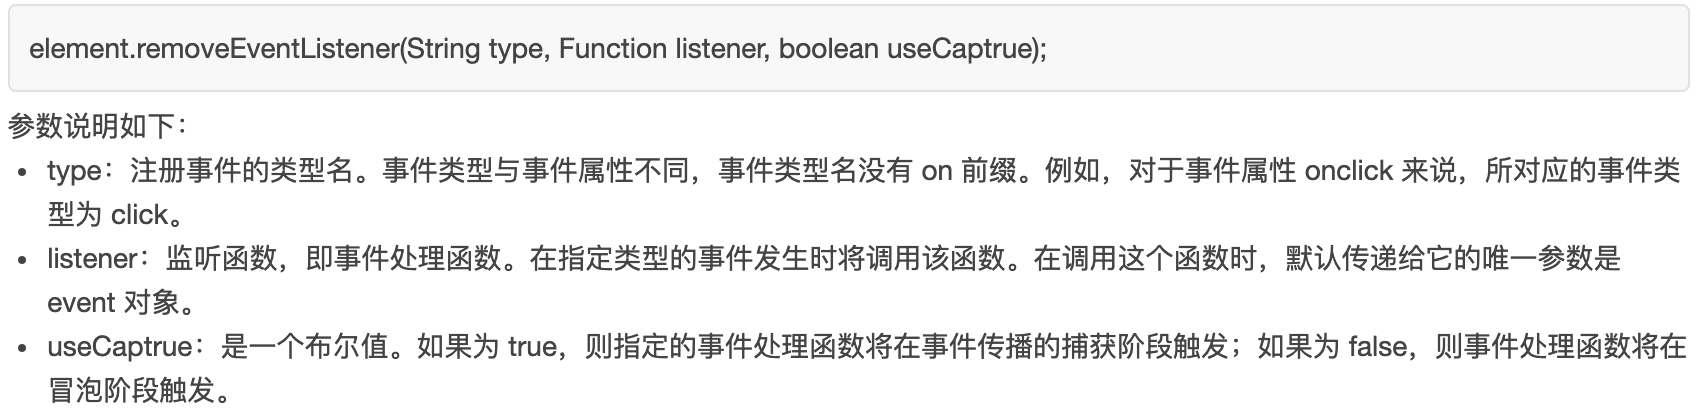 element.removeEventListener(String type, Function listener, boolean useCaptrue);
参数说明如下：
• type：注册事件的类型名。事件类型与事件属性不同，事件类型名没有 on 前缀。例如，对于事件属性 onclick 来说，所对应的事件类
型为 click。
• listener：监听函数，即事件处理函数。在指定类型的事件发生时将调用该函数。在调用这个函数时，默认传递给它的唯一参数是
event 对象。
• useCaptrue：是一个布尔值。如果为 true，则指定的事件处理函数将在事件传播的捕获阶段触发；如果为 false，则事件处理函数将在
冒泡阶段触发。